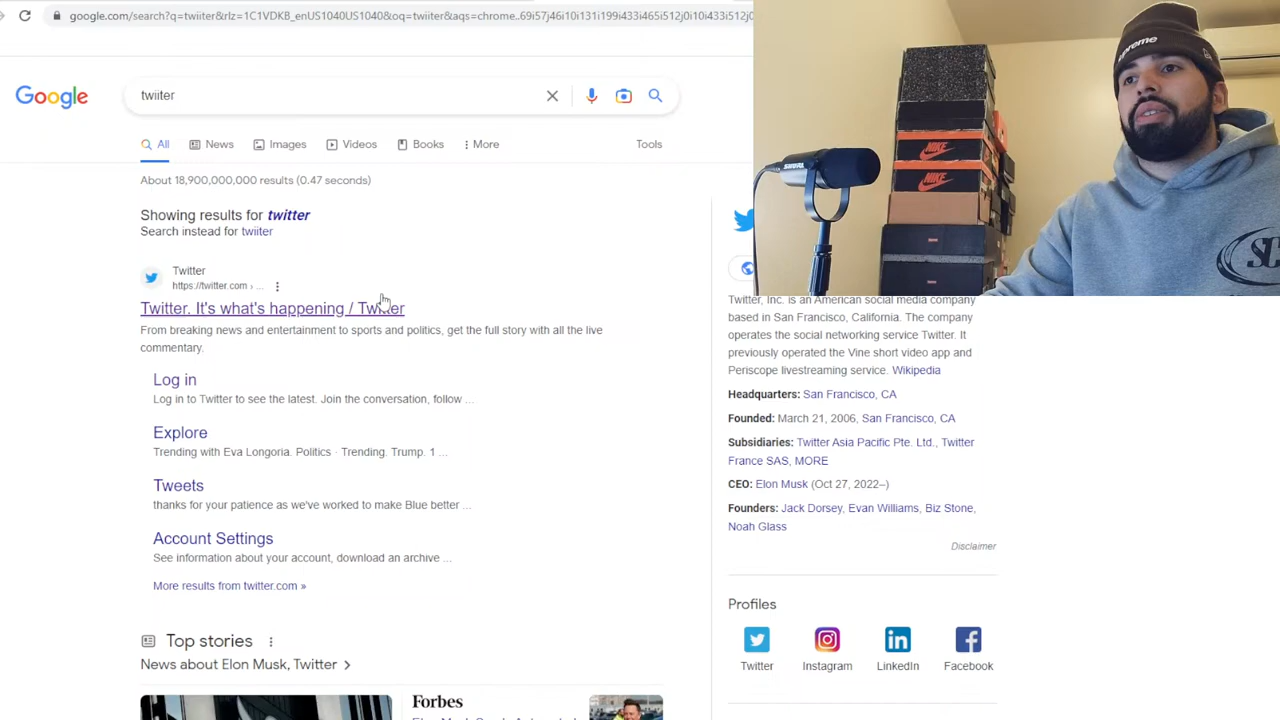 google.com/search?q=twiiter&rlz=1C1VDKB_enUS1040US1040&oq=twiiter&aqs=chrome..69i57j46i10i131i199i433i465i512j0i10i433i512j0
Google
twiiter
All
News
Images
Videos
Books
More
Tools
About 18,900,000,000 results (0.47 seconds)
Showing results for twitter
Search instead for twiiter
Twitter
https://twitter.com › ...
Twitter. It's what's happening / Twitter
From breaking news and entertainment to sports and politics, get the full story with all the live
commentary.
Log in
Log in to Twitter to see the latest. Join the conversation, follow ...
Explore
Trending with Eva Longoria. Politics · Trending. Trump. 1 ...
Tweets
thanks for your patience as we've worked to make Blue better ...
Account Settings
See information about your account, download an archive ...
More results from twitter.com »
Top stories
News about Elon Musk, Twitter
Forbes
Twitter, Inc. is an American social media company
based in San Francisco, California. The company
operates the social networking service Twitter. It
previously operated the Vine short video app and
Periscope livestreaming service. Wikipedia
Headquarters: San Francisco, CA
Founded: March 21, 2006, San Francisco, CA
Subsidiaries: Twitter Asia Pacific Pte. Ltd., Twitter
France SAS, MORE
CEO: Elon Musk (Oct 27, 2022–)
Founders: Jack Dorsey, Evan Williams, Biz Stone,
Noah Glass
Disclaimer
Profiles
Twitter
Instagram
LinkedIn
Facebook
Supreme
SHURE
NIKE
NIKE
SC